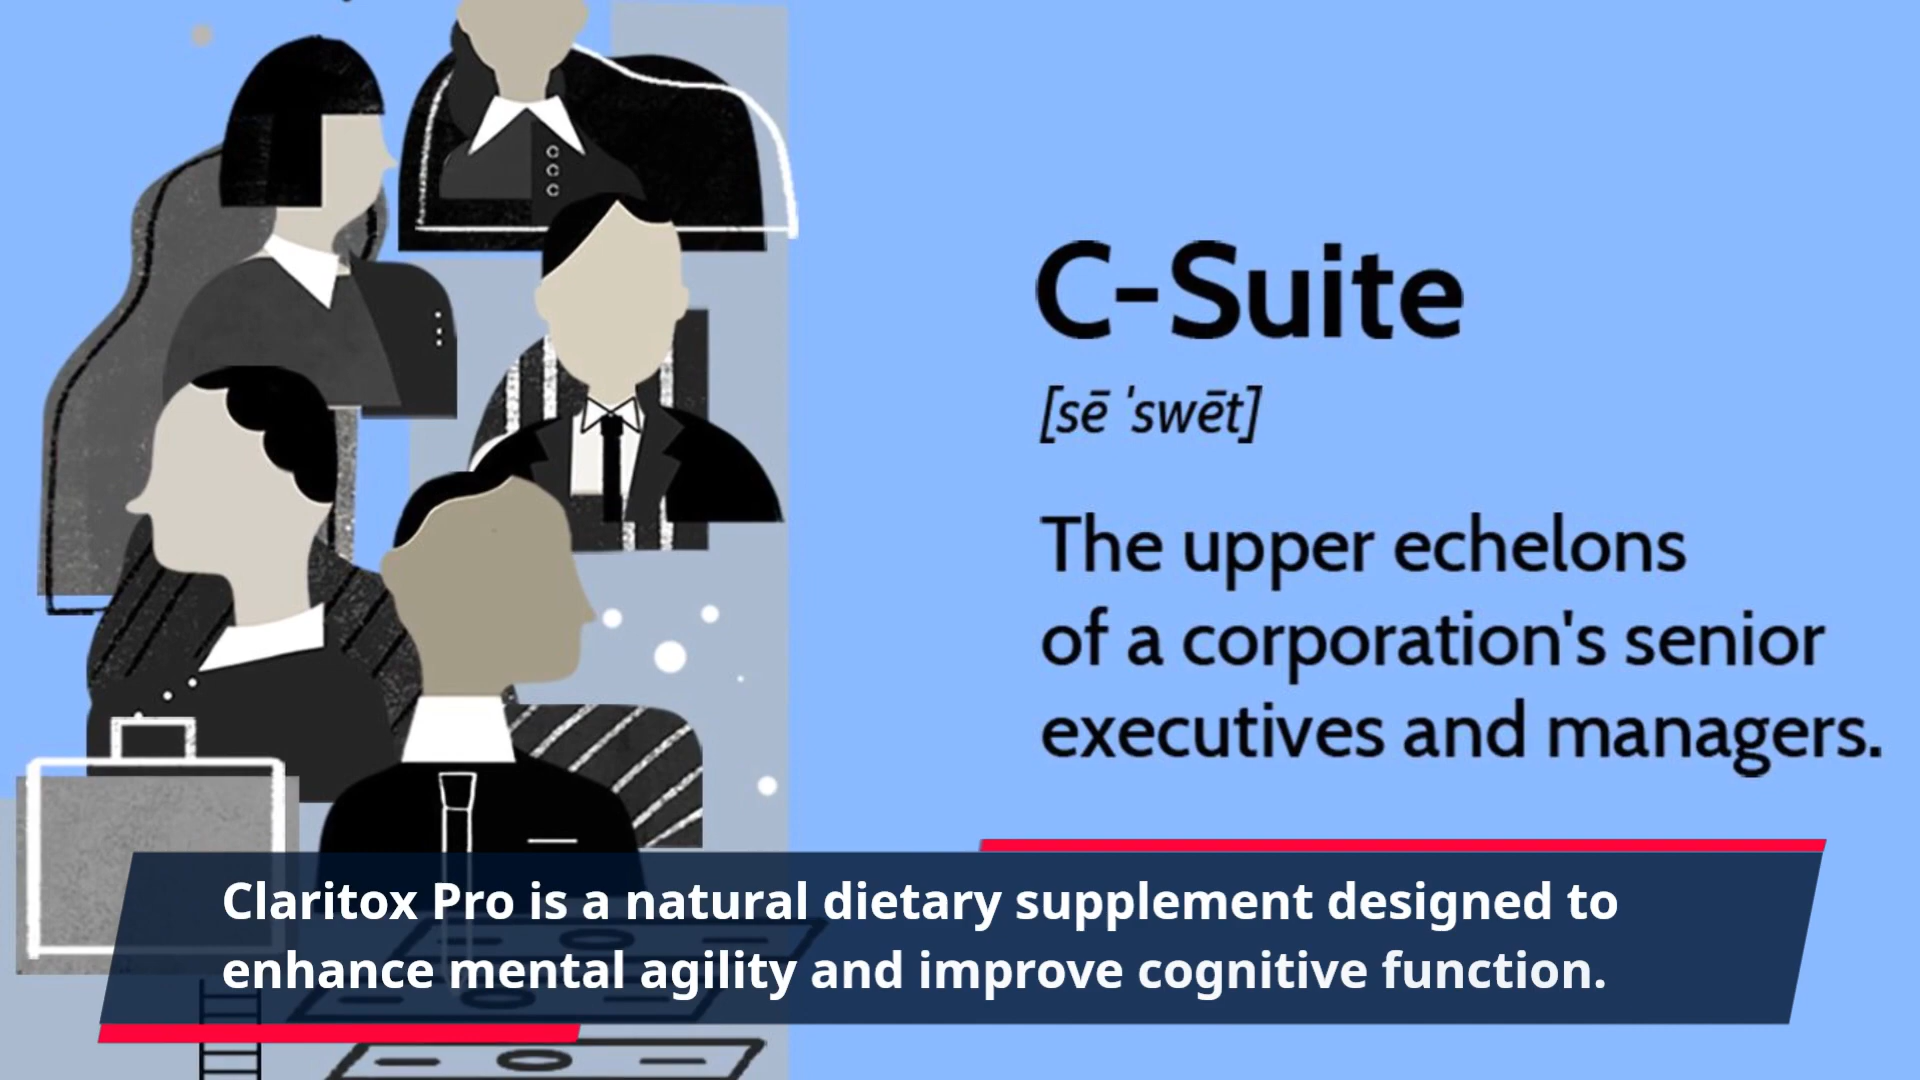 C-Suite
[sē 'swēt]
The upper echelons
of a corporation's senior
executives and managers.
Claritox Pro is a natural dietary supplement designed to
enhance mental agility and improve cognitive function.